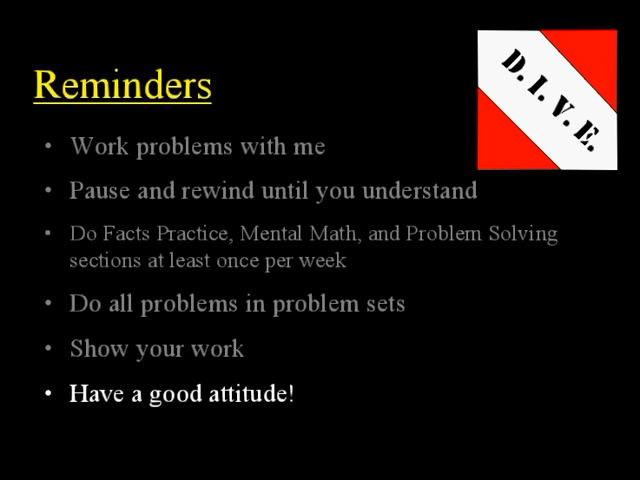 D. I. V. E.
Reminders
• Work problems with me
• Pause and rewind until you understand
• Do Facts Practice, Mental Math, and Problem Solving
sections at least once per week
• Do all problems in problem sets
• Show your work
• Have a good attitude!